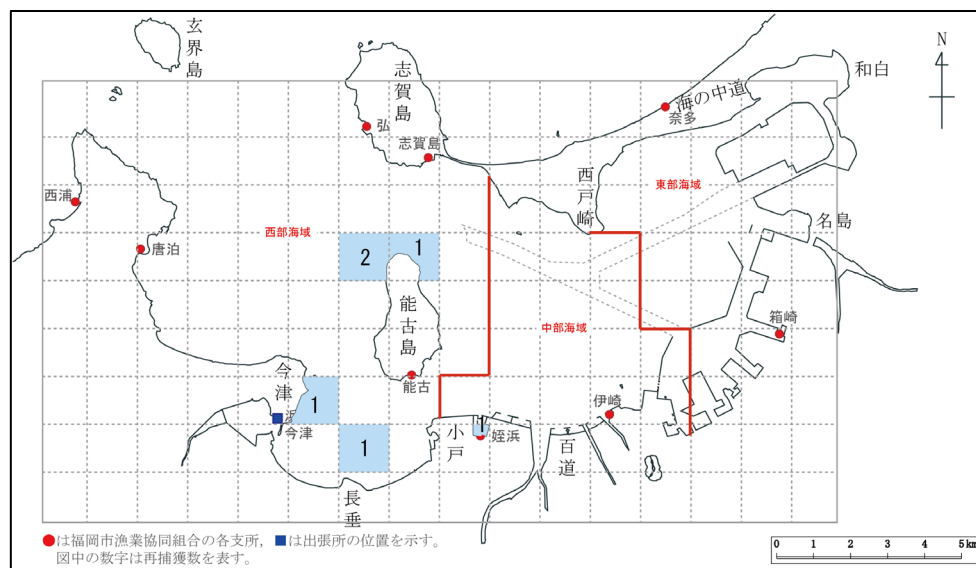 玄界島
志賀島
海の中道
和白
N
奈多
弘
志賀島
西戸崎
東部海域
西浦
名島
唐泊
西部海域
2
1
能古島
中部海域
箱崎
今津
能古
1
伊崎
今津
小戸
1
姪浜
百道
1
長垂
●は福岡市漁業協同組合の各支所，■は出張所の位置を示す。
図中の数字は再捕獲数を表す。
0 1 2 3 4 5km